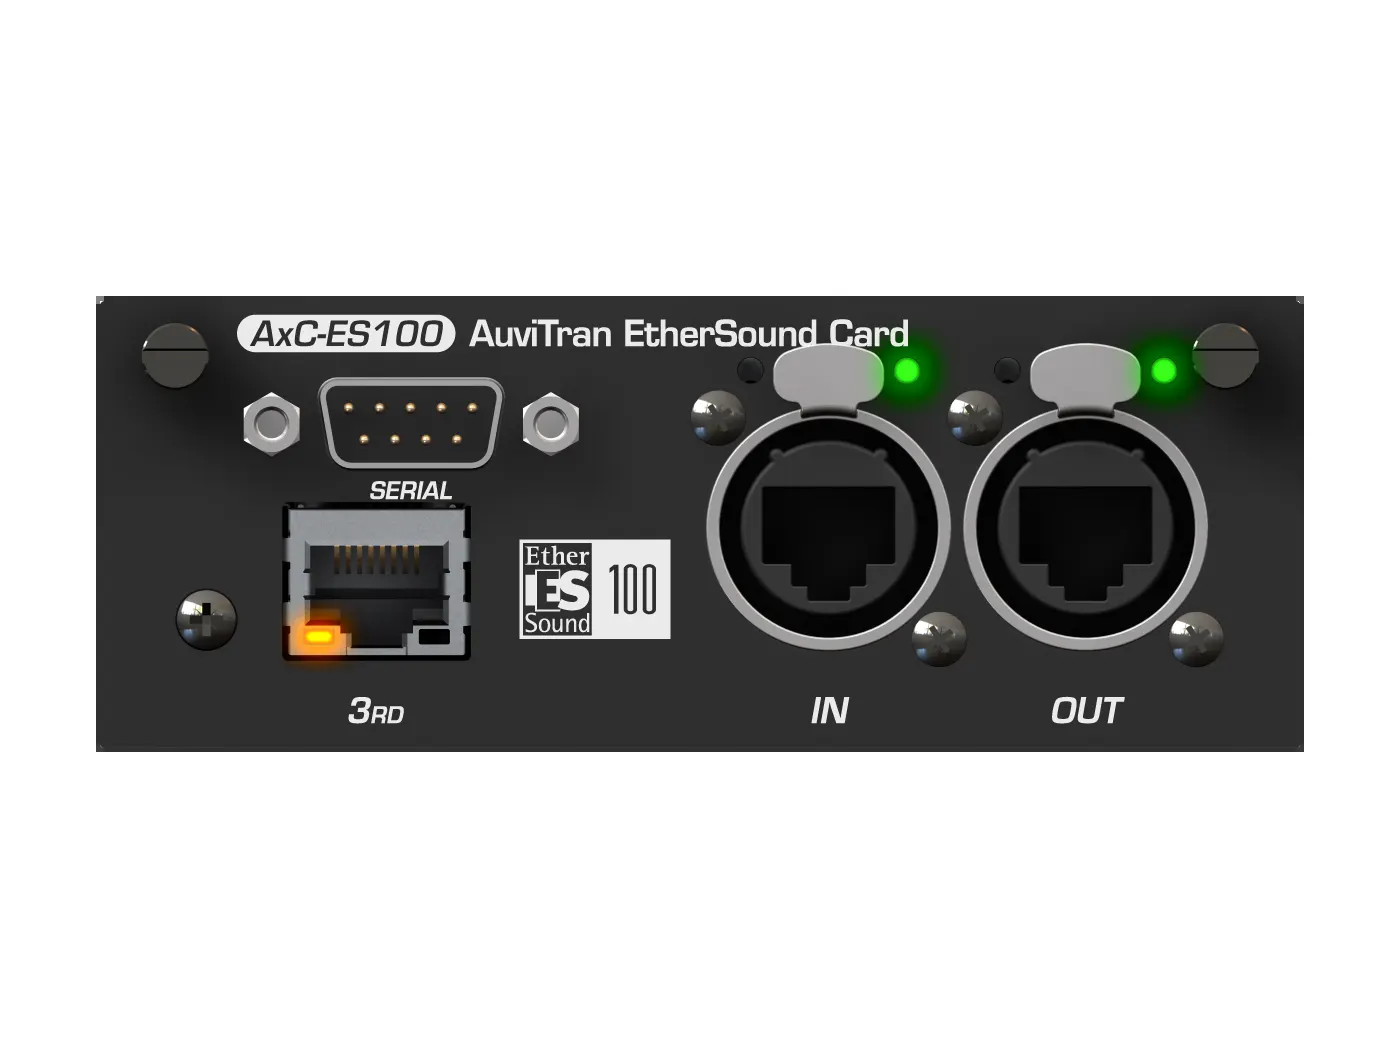 AxC-ES100 AuviTran EtherSound Card
SERIAL
Ether
ES
Sound
100
3RD
IN
OUT